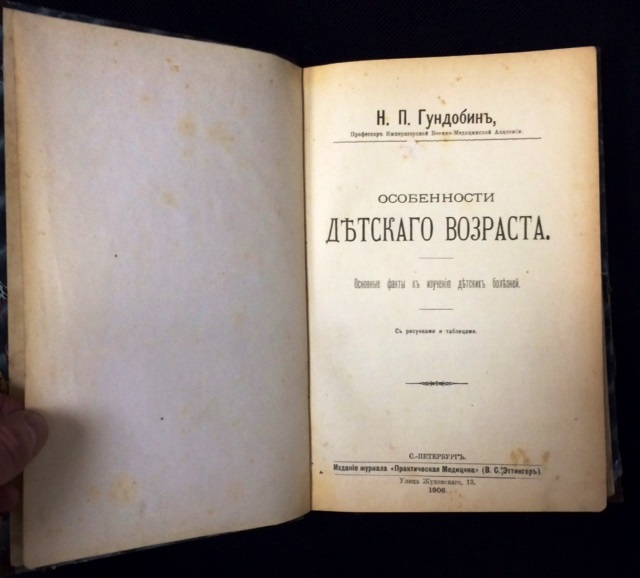 Н. П. Гундобинъ,
Профессоръ Императорской Военно-Медицинской Академіи.
ОСОБЕННОСТИ
ДѢТСКАГО ВОЗРАСТА.
Основные факты къ изученію дѣтскихъ болѣзней.
Съ рисунками и таблицами.
С.-ПЕТЕРБУРГЪ.
Изданіе журнала «Практическая Медицина» (В. С. Эттингеръ).
Улица Жуковскаго, 13.
1906